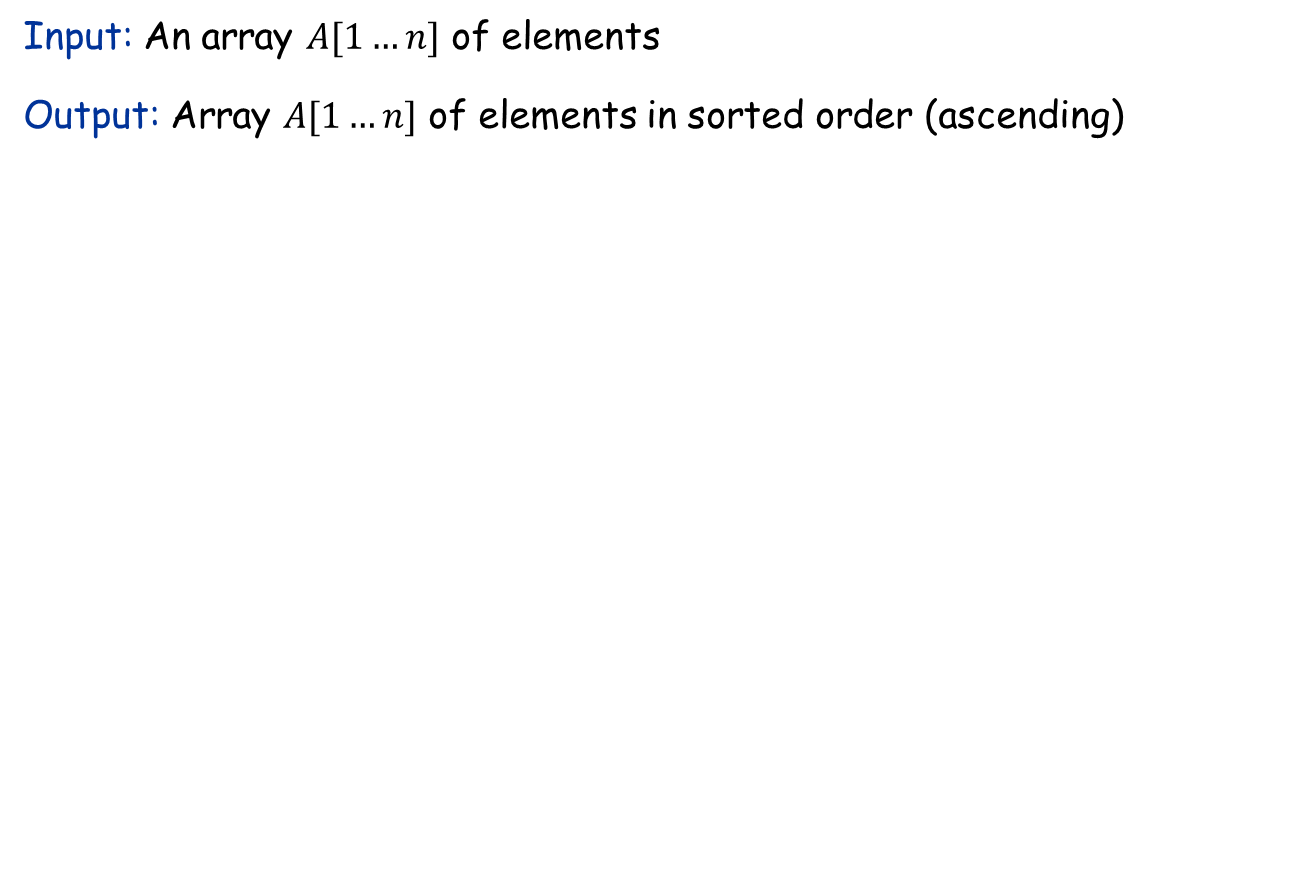 Input: An array A[1 … n] of elements
Output: Array A[1 … n] of elements in sorted order (ascending)